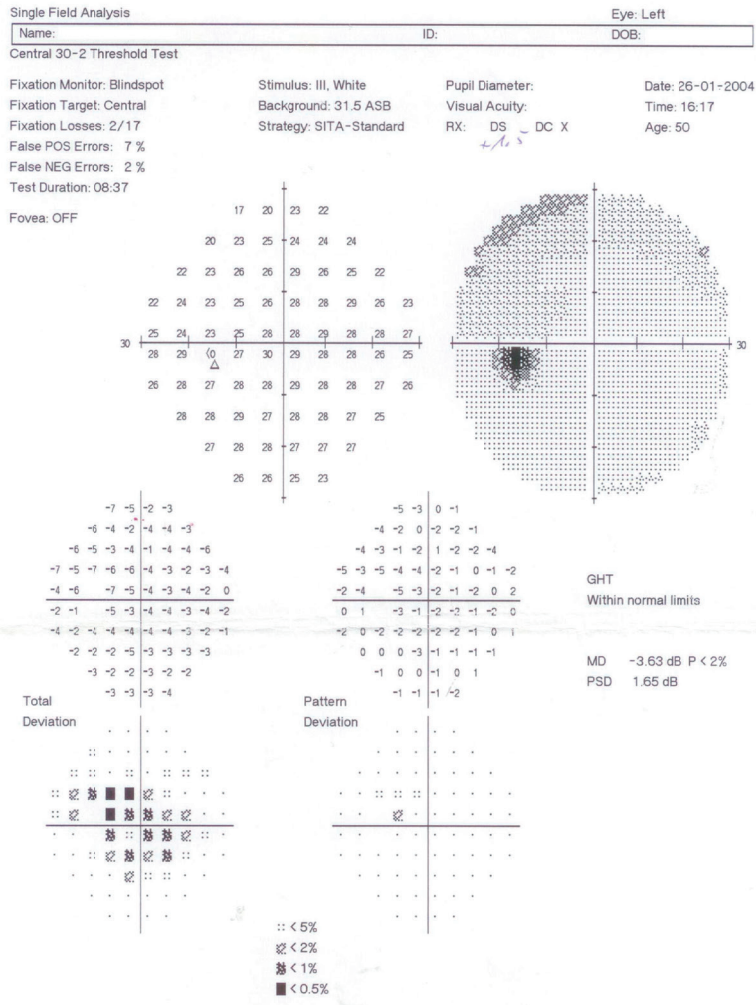 Single Field Analysis Eye: Left
Name: ID: DOB:
Central 30-2 Threshold Test
Fixation Monitor: Blindspot Stimulus: III, White Pupil Diameter: Date: 26-01-2004
Fixation Target: Central Background: 31.5 ASB Visual Acuity: Time: 16:17
Fixation Losses: 2/17 Strategy: SITA-Standard RX: DS DC X Age: 50
False POS Errors: 7 %
False NEG Errors: 2 %
Test Duration: 08:37
Fovea: OFF
17 20 23 22
20 23 25 24 24 24
22 23 26 26 29 26 25 22
22 24 23 25 26 28 28 29 26 23
25 24 23 25 28 28 29 28 28 27
30 30
28 29 (0 27 30 29 28 28 26 25
26 28 27 28 28 28 28 28 27 26
28 28 29 27 28 28 27 25
27 28 28 27 27 27
26 26 25 23
-7 -5 -2 -3 -5 -3 0 -1
-6 -4 -2 -4 -4 -3 -4 -2 0 -2 -2 -1
-6 -5 -3 -4 -1 -4 -4 -6 -4 -3 -1 -2 1 -2 -2 -4
-7 -5 -7 -6 -6 -4 -3 -2 -3 -4 -5 -3 -5 -4 -4 -2 -1 0 -1 -2
GHT
-4 -6 -7 -5 -4 -3 -4 -2 0 -2 -4 -5 -3 -2 -1 -2 0 2
Within normal limits
-2 -1 -5 -3 -4 -4 -3 -4 -2 0 1 -3 -1 -2 -2 -1 -2 0
-4 -2 -4 -4 -4 -4 -4 -3 -2 -1 -2 0 -2 -2 -2 -2 -2 -1 0
-2 -2 -2 -5 -3 -3 -3 -3 0 0 0 -3 -1 -1 -1 -1
MD -3.63 dB P < 2%
-3 -2 -2 -3 -2 -2 -1 0 0 -1 0 1
PSD 1.65 dB
-3 -3 -3 -4 -1 -1 -1 -2
Total Pattern
Deviation Deviation
< 5%
< 2%
< 1%
< 0.5%